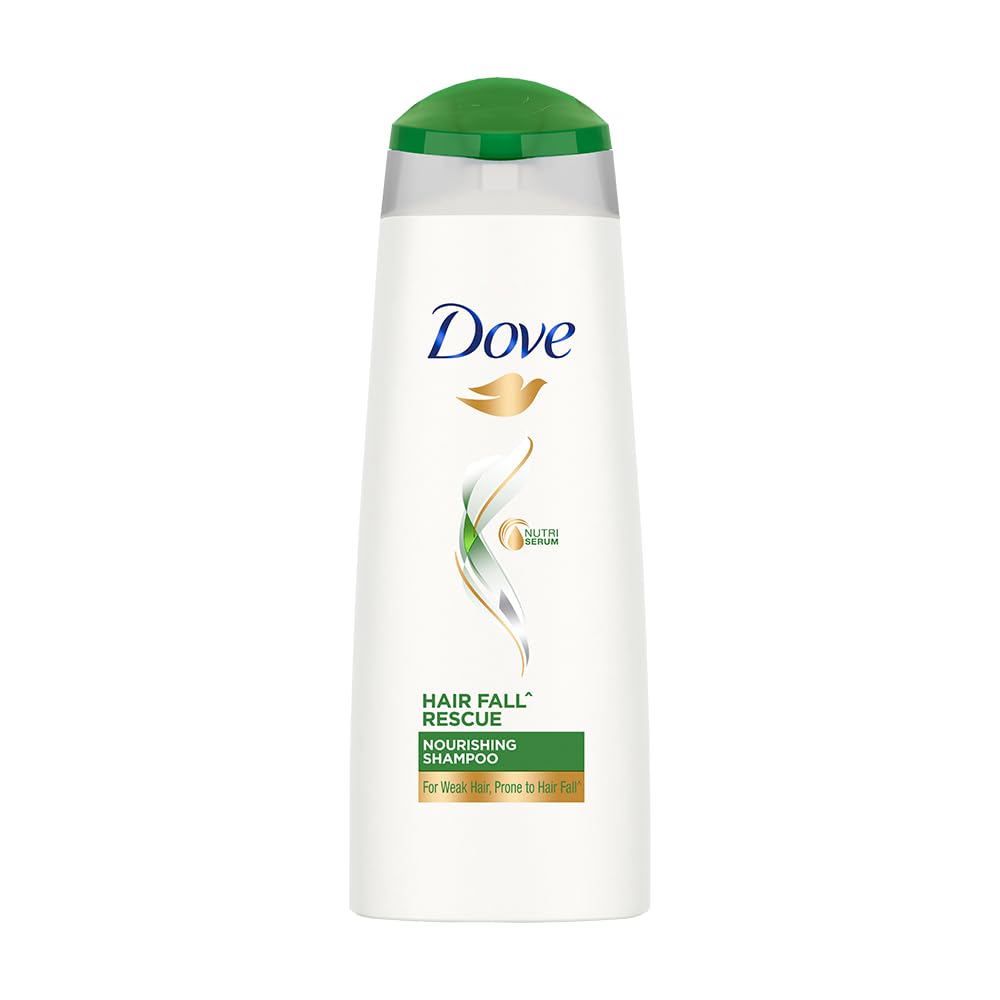 Dove
NUTRI
SERUM
HAIR FALL^
RESCUE
NOURISHING
SHAMPOO
For Weak Hair, Prone to Hair Fall^